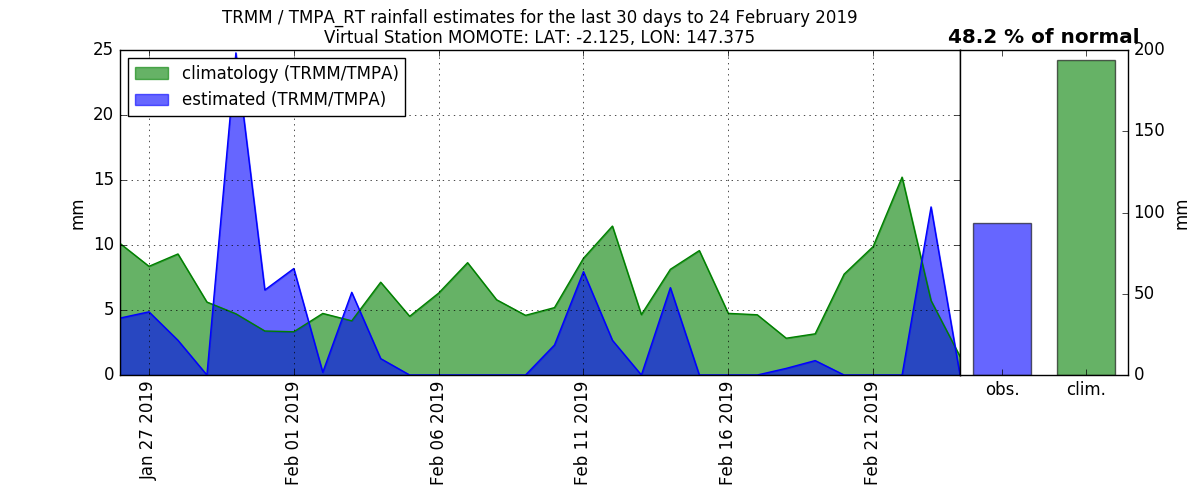 TRMM / TMPA_RT rainfall estimates for the last 30 days to 24 February 2019
Virtual Station MOMOTE: LAT: -2.125, LON: 147.375
48.2 % of normal
climatology (TRMM/TMPA)
estimated (TRMM/TMPA)
25
20
15
10
5
0
mm
Jan 27 2019
Feb 01 2019
Feb 06 2019
Feb 11 2019
Feb 16 2019
Feb 21 2019
obs.
clim.
200
150
100
50
0
mm